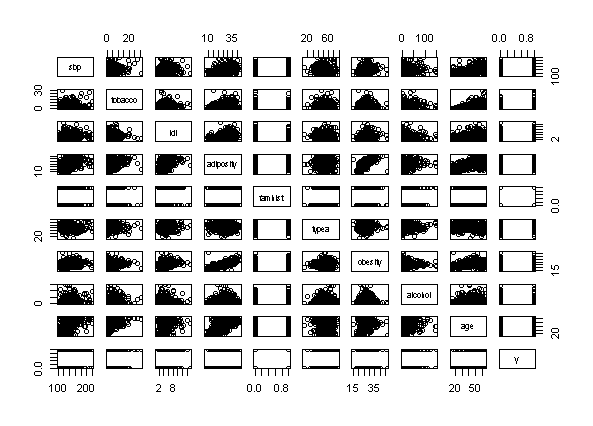 0 20 10 35 20 60 0 100 0.0 0.8
sbp 100
0 30 tobacco
ldl 2
10 adiposity
famhist 0.0
20 typea
obesity 15
0 alcohol
age 20
0.0 Y
100 200 2 8 0.0 0.8 15 35 20 50